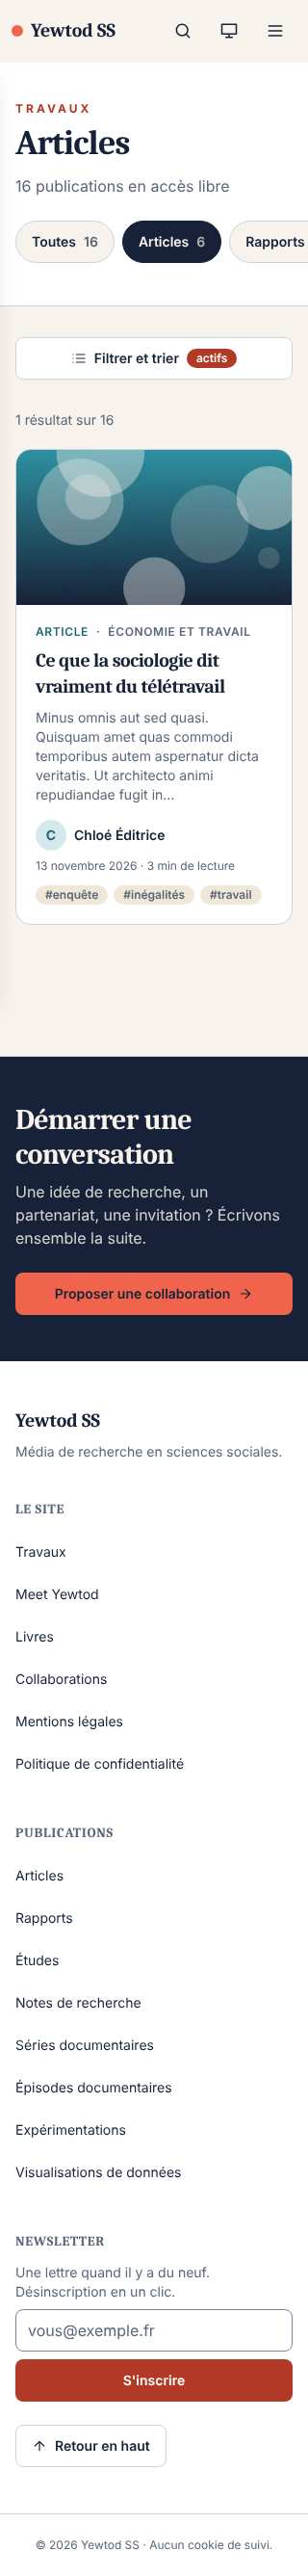 Yewtod SS
TRAVAUX
Articles
16 publications en accès libre
Toutes 16
Articles 6
Rapports
Filtrer et trier actifs
1 résultat sur 16
ARTICLE · ÉCONOMIE ET TRAVAIL
Ce que la sociologie dit
vraiment du télétravail
Minus omnis aut sed quasi.
Quisquam amet quas commodi
temporibus autem aspernatur dicta
veritatis. Ut architecto animi
repudiandae fugit in...
C Chloé Éditrice
13 novembre 2026 · 3 min de lecture
#enquête #inégalités #travail
Démarrer une
conversation
Une idée de recherche, un
partenariat, une invitation ? Écrivons
ensemble la suite.
Proposer une collaboration →
Yewtod SS
Média de recherche en sciences sociales.
LE SITE
Travaux
Meet Yewtod
Livres
Collaborations
Mentions légales
Politique de confidentialité
PUBLICATIONS
Articles
Rapports
Études
Notes de recherche
Séries documentaires
Épisodes documentaires
Expérimentations
Visualisations de données
NEWSLETTER
Une lettre quand il y a du neuf.
Désinscription en un clic.
vous@exemple.fr
S'inscrire
↑ Retour en haut
© 2026 Yewtod SS · Aucun cookie de suivi.